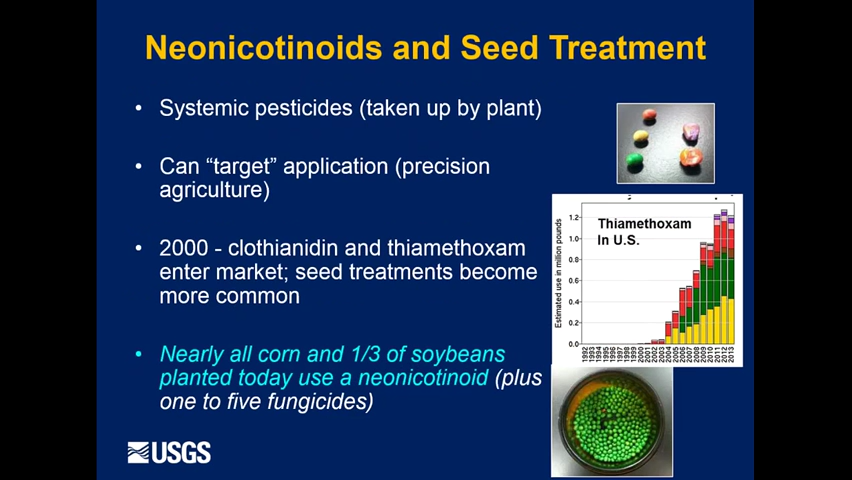 Neonicotinoids and Seed Treatment
• Systemic pesticides (taken up by plant)
• Can “target” application (precision
agriculture)
• 2000 - clothianidin and thiamethoxam
enter market; seed treatments become
more common
• Nearly all corn and 1/3 of soybeans
planted today use a neonicotinoid (plus
one to five fungicides)
Thiamethoxam
In U.S.
Estimated use in million pounds
1.2
1.0
0.8
0.6
0.4
0.2
0.0
1992
1993
1994
1995
1996
1997
1998
1999
2000
2001
2002
2003
2004
2005
2006
2007
2008
2009
2010
2011
2012
2013
USGS